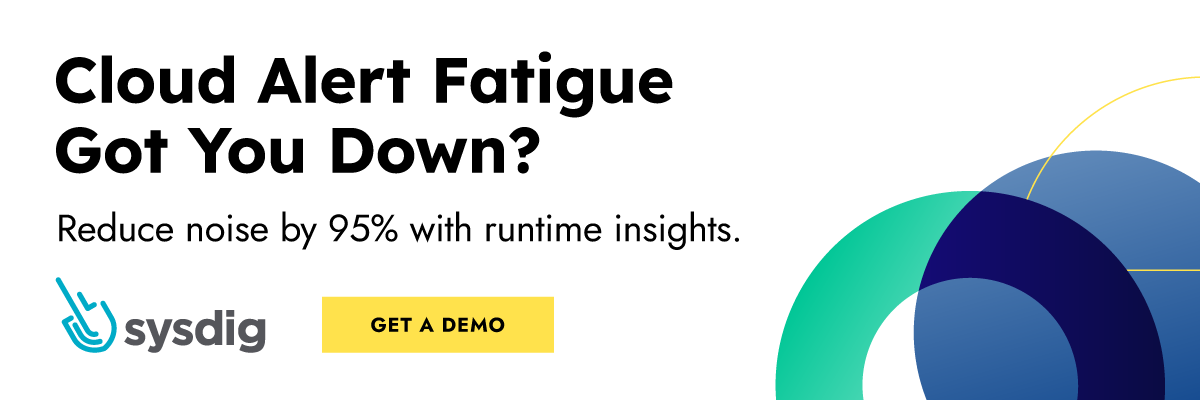 Cloud Alert Fatigue
Got You Down?
Reduce noise by 95% with runtime insights.
sysdig
GET A DEMO